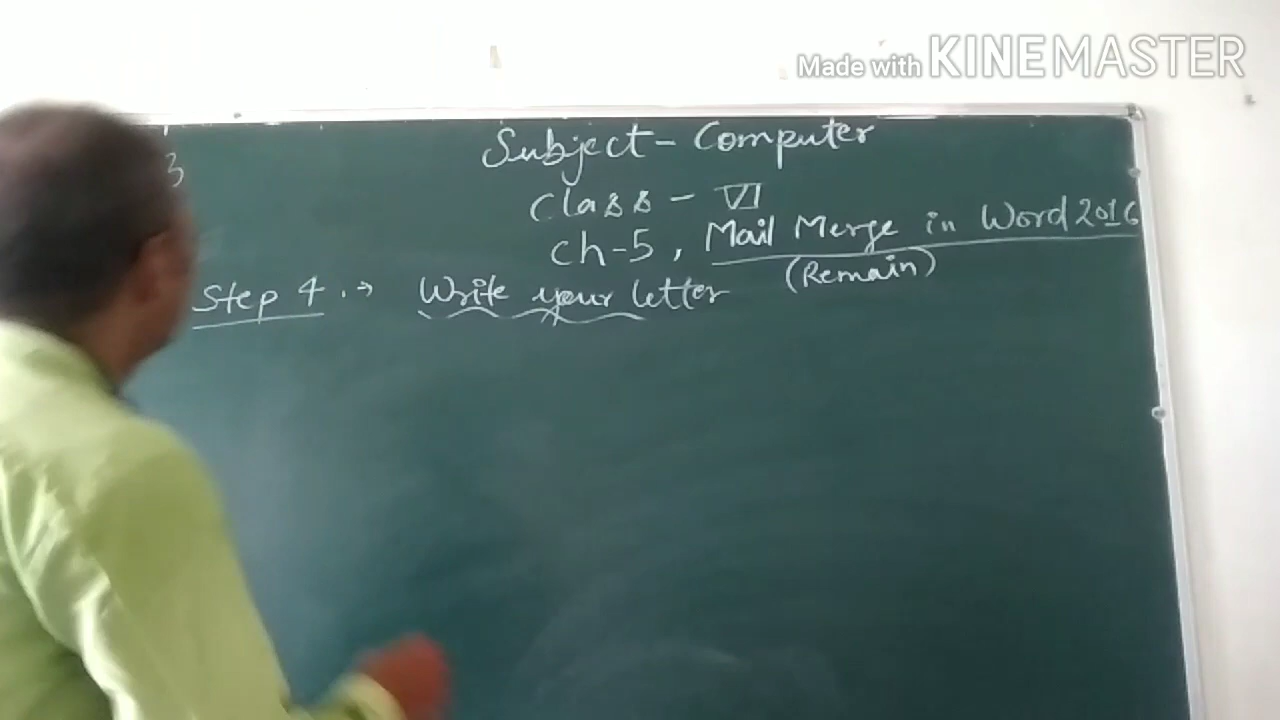 Made with KINEMASTER
3
Subject - Computer
Class - VI
Ch-5, Mail Merge in Word 2016
(Remain)
Step 4. → Write your letter